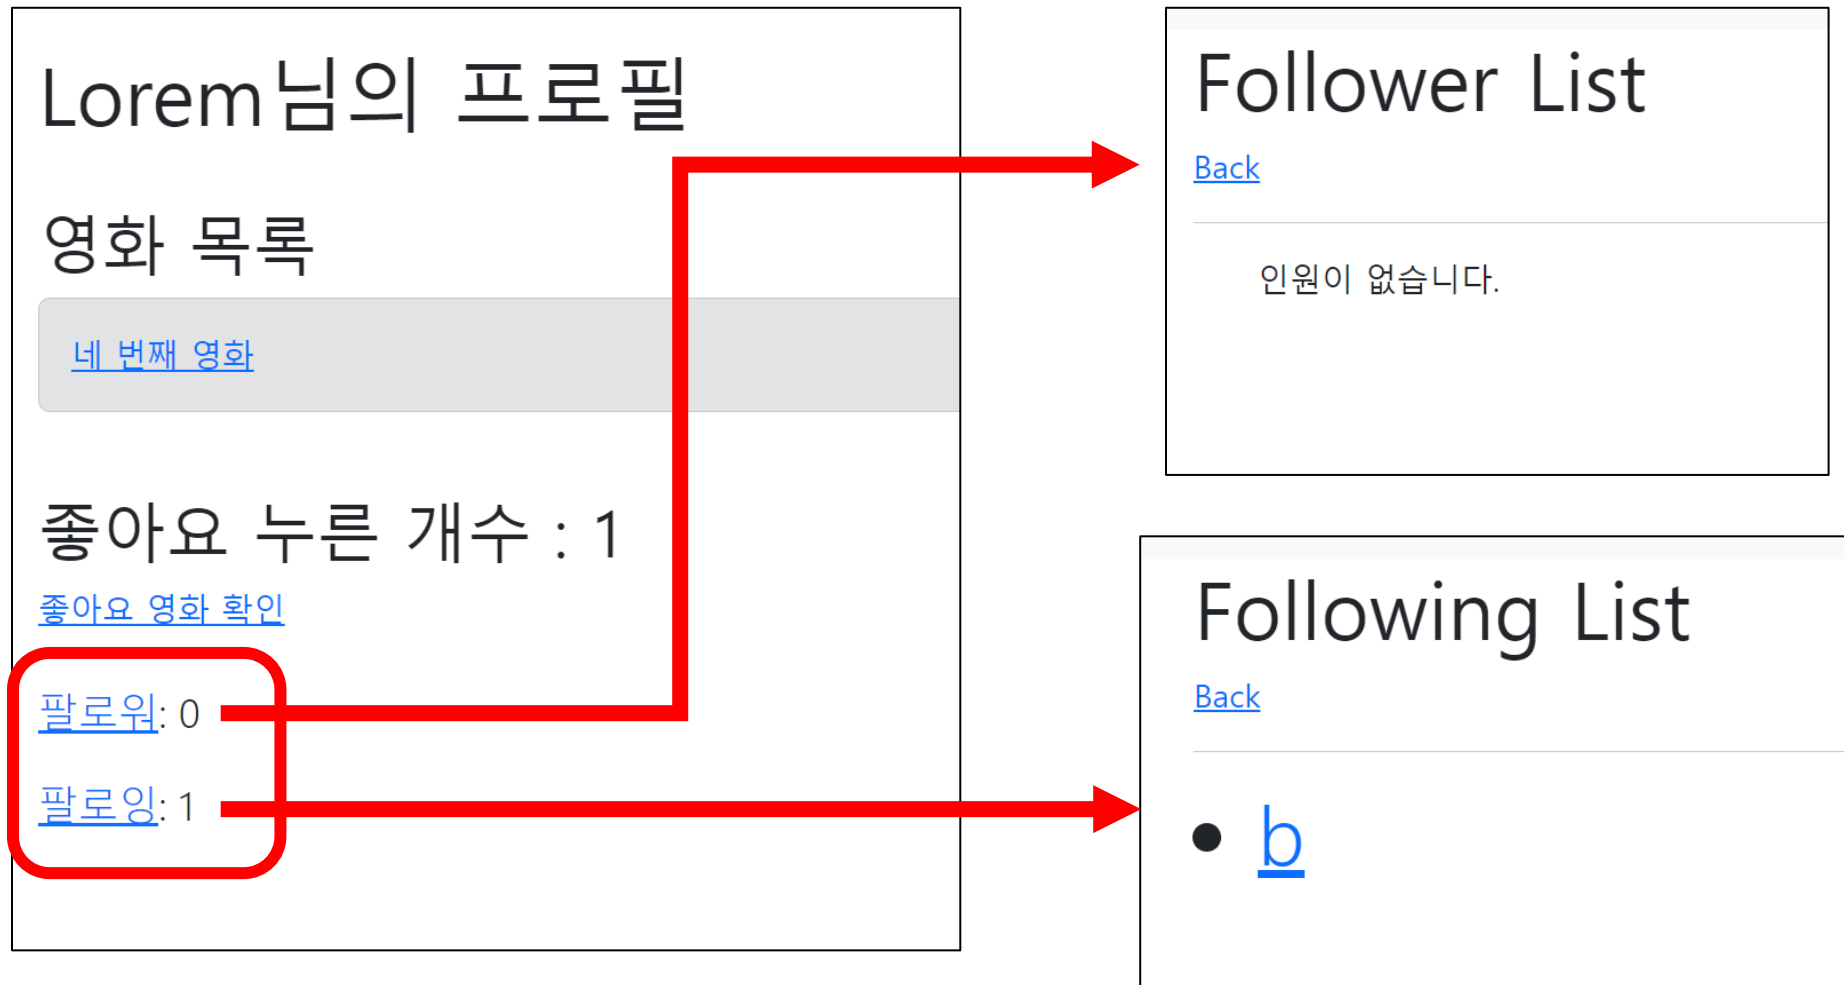 Lorem님의 프로필
영화 목록
네 번째 영화
좋아요 누른 개수 : 1
좋아요 영화 확인
팔로워: 0
팔로잉: 1
Follower List
Back
인원이 없습니다.
Following List
Back
b